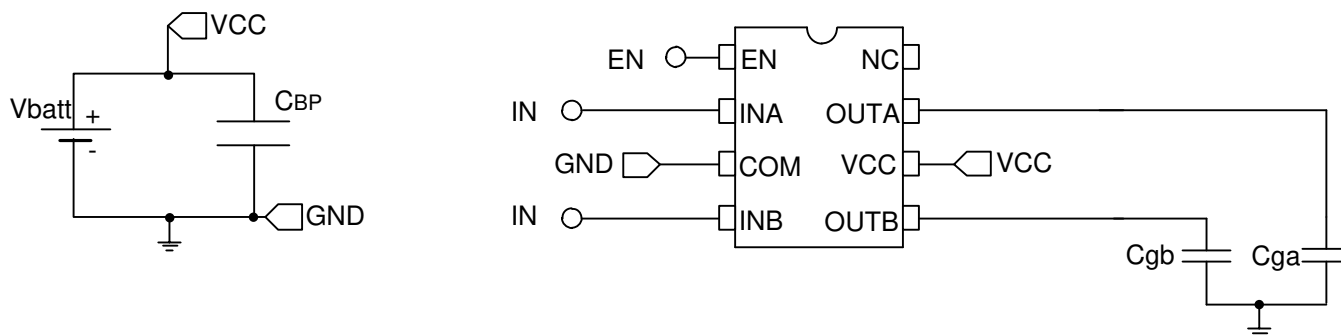 VCC
Vbatt
+
-
CBP
GND
EN
EN
NC
IN
INA
OUTA
GND
COM
VCC
VCC
IN
INB
OUTB
Cgb
Cga